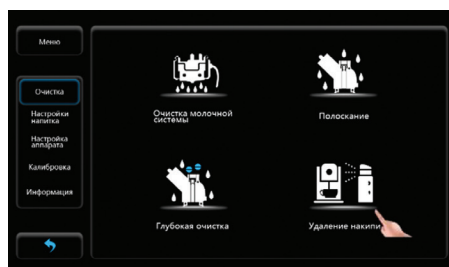 Меню
Очистка
Настройки
напитка
Настройка
аппарата
Калибровка
Информация
Очистка молочной
системы
Полоскание
Глубокая очистка
Удаление накипи